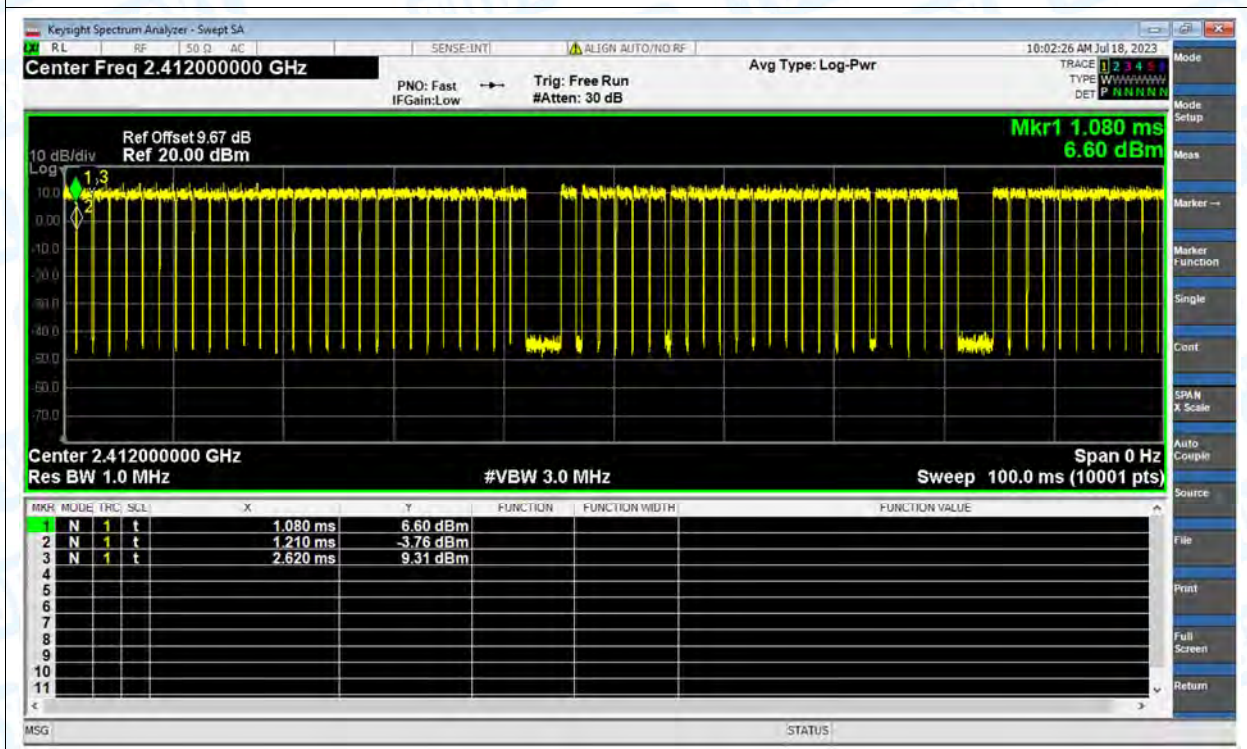 Keysight Spectrum Analyzer - Swept SA
LXI RL RF 50 Ω AC SENSE:INT ALIGN AUTO/NO RF 10:02:26 AM Jul 18, 2023
Center Freq 2.412000000 GHz
PNO: Fast
IFGain:Low
Trig: Free Run
#Atten: 30 dB
Avg Type: Log-Pwr
TRACE 1 2 3 4 5
TYPE WWWWWW
DET P N N N N N
Ref Offset 9.67 dB
10 dB/div Ref 20.00 dBm
Log
Mkr1 1.080 ms
6.60 dBm
1,3
2
10.0
0.00
-10.0
-20.0
-30.0
-40.0
-50.0
-60.0
-70.0
Center 2.412000000 GHz Span 0 Hz
Res BW 1.0 MHz #VBW 3.0 MHz Sweep 100.0 ms (10001 pts)
MKR MODE TRC SCL X Y FUNCTION FUNCTION WIDTH FUNCTION VALUE
1 N 1 t 1.080 ms 6.60 dBm
2 N 1 t 1.210 ms -3.76 dBm
3 N 1 t 2.620 ms 9.31 dBm
4
5
6
7
8
9
10
11
MSG STATUS
Mode
Mode
Setup
Meas
Marker →
Marker
Function
Single
Cont
SPAN
X Scale
Auto
Couple
Source
File
Print
Full
Screen
Return